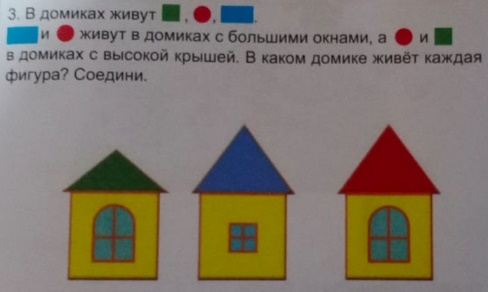 3. В домиках живут , , .
и живут в домиках с большими окнами, а и
в домиках с высокой крышей. В каком домике живёт каждая
фигура? Соедини.